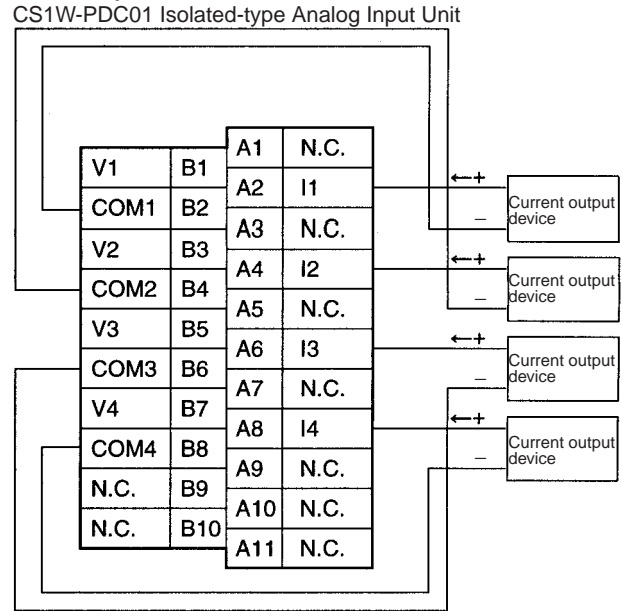 CS1W-PDC01 Isolated-type Analog Input Unit
A1 N.C.
V1 B1
A2 I1
←+
Current output
device
COM1 B2
–
A3 N.C.
V2 B3
A4 I2
←+
Current output
device
COM2 B4
–
A5 N.C.
V3 B5
A6 I3
←+
Current output
device
COM3 B6
–
A7 N.C.
V4 B7
A8 I4
←+
Current output
device
COM4 B8
–
A9 N.C.
N.C. B9
A10 N.C.
N.C. B10
A11 N.C.